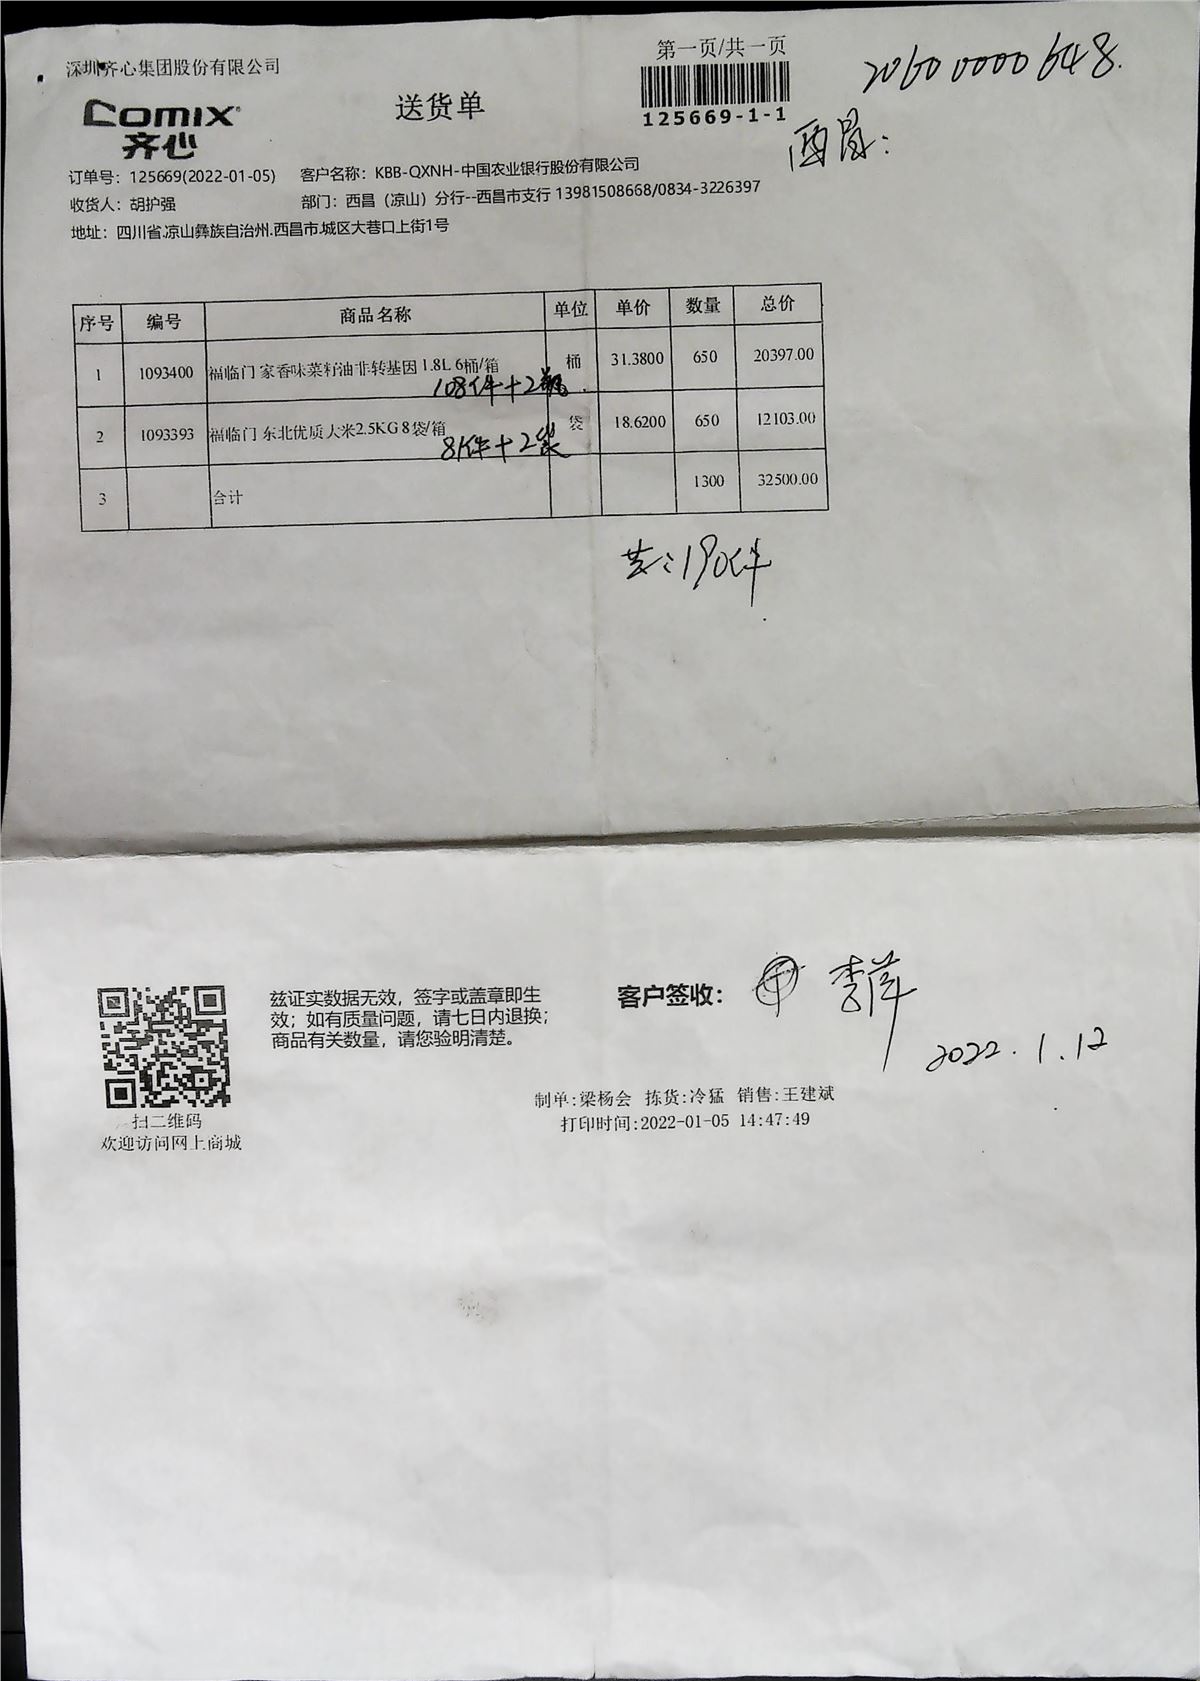 深圳齐心集团股份有限公司
COMIX
齐心
送货单
第一页/共一页
125669-1-1
2060 0000 648.
西昌:
订单号: 125669(2022-01-05) 客户名称: KBB-QXNH-中国农业银行股份有限公司
收货人: 胡护强 部门: 西昌（凉山）分行--西昌市支行 13981508668/0834-3226397
地址: 四川省.凉山彝族自治州.西昌市.城区大巷口上街1号
序号 编号 商品名称 单位 单价 数量 总价
1 1093400 福临门 家香味菜籽油非转基因 1.8L 6桶/箱 桶 31.3800 650 20397.00
108件+2瓶.
2 1093393 福临门 东北优质大米2.5KG 8袋/箱 袋 18.6200 650 12103.00
81件+2袋
3 合计 1300 32500.00
共:190件
兹证实数据无效，签字或盖章即生
效；如有质量问题，请七日内退换；
商品有关数量，请您验明清楚。
客户签收: 李萍
2022.1.12
扫二维码
欢迎访问网上商城
制单:梁杨会 拣货:冷猛 销售:王建斌
打印时间:2022-01-05 14:47:49